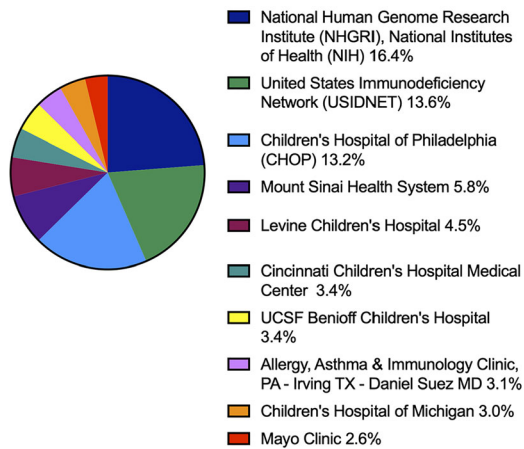 National Human Genome Research
Institute (NHGRI), National Institutes
of Health (NIH) 16.4%
United States Immunodeficiency
Network (USIDNET) 13.6%
Children's Hospital of Philadelphia
(CHOP) 13.2%
Mount Sinai Health System 5.8%
Levine Children's Hospital 4.5%
Cincinnati Children's Hospital Medical
Center 3.4%
UCSF Benioff Children's Hospital
3.4%
Allergy, Asthma & Immunology Clinic,
PA - Irving TX - Daniel Suez MD 3.1%
Children's Hospital of Michigan 3.0%
Mayo Clinic 2.6%